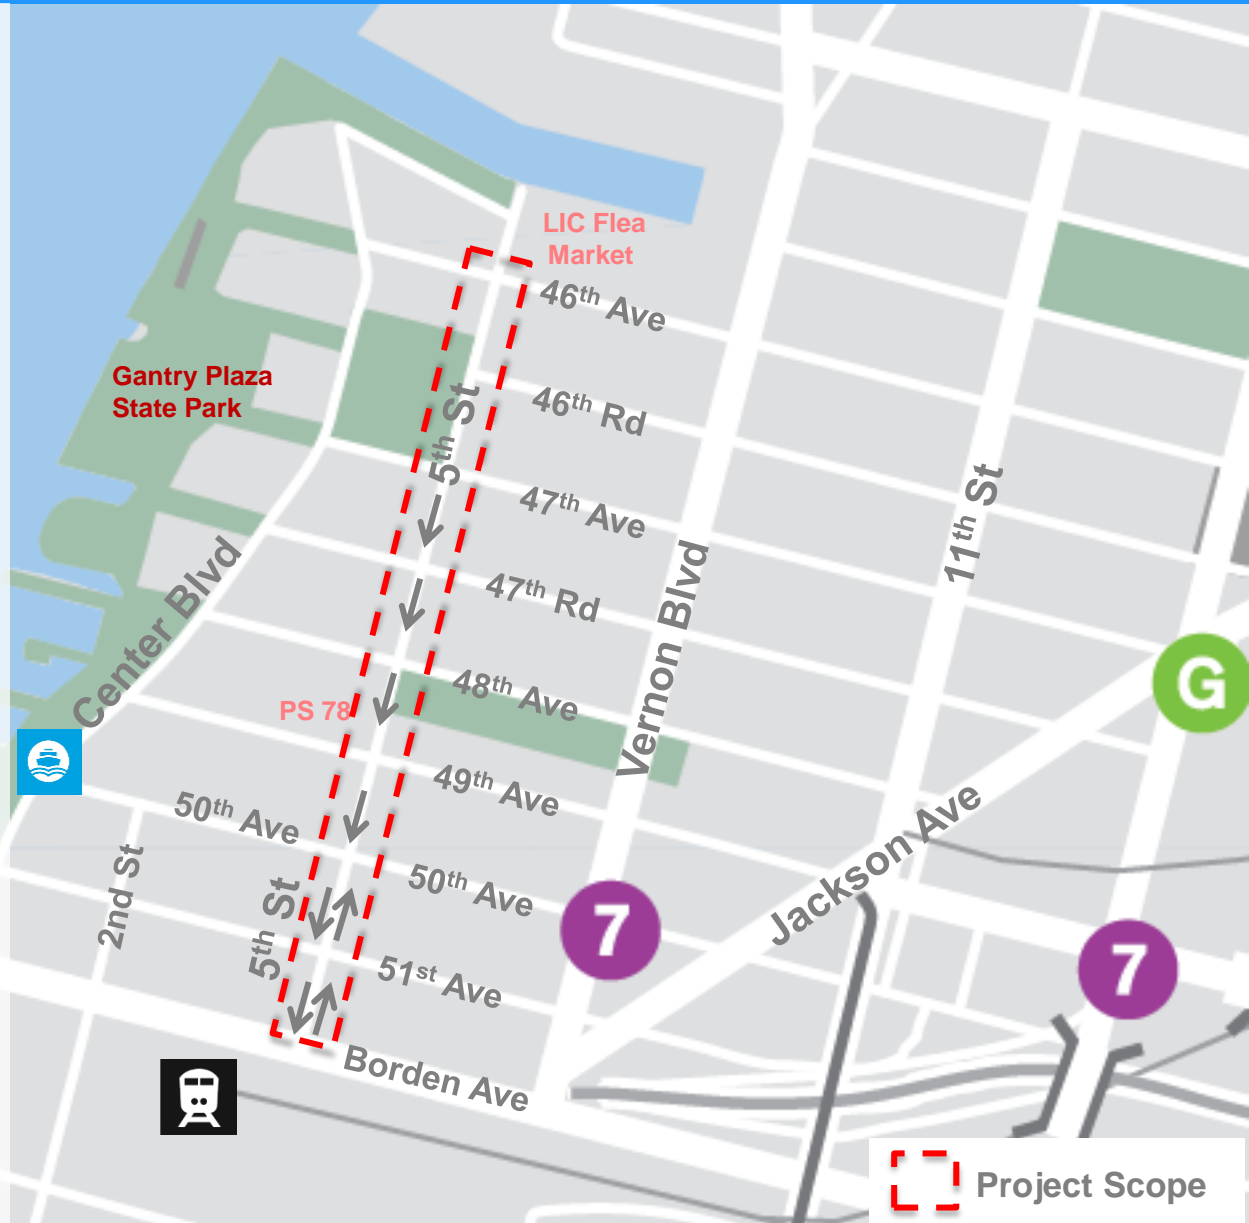 LIC Flea
Market
46th Ave
Gantry Plaza
State Park
5th St
46th Rd
47th Ave
11th St
Center Blvd
47th Rd
Vernon Blvd
G
48th Ave
PS 78
49th Ave
50th Ave
2nd St
5th St
50th Ave
7
Jackson Ave
7
51st Ave
Borden Ave
Project Scope